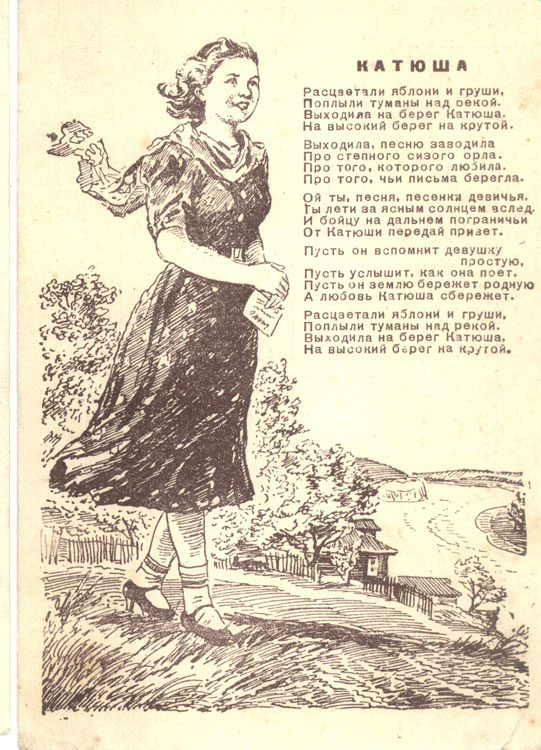 КАТЮША
Расцветали яблони и груши,
Поплыли туманы над рекой.
Выходила на берег Катюша.
На высокий берег на крутой.
Выходила, песню заводила
Про степного сизого орла.
Про того, которого любила.
Про того, чьи письма берегла.
Ой ты, песня, песенка девичья,
Ты лети за ясным солнцем вслед.
И бойцу на дальнем пограничьи
От Катюши передай привет.
Пусть он вспомнит девушку
простую,
Пусть услышит, как она поет.
Пусть он землю бережет родную
А любовь Катюша сбережет.
Расцветали яблони и груши,
Поплыли туманы над рекой.
Выходила на берег Катюша,
На высокий берег на крутой.